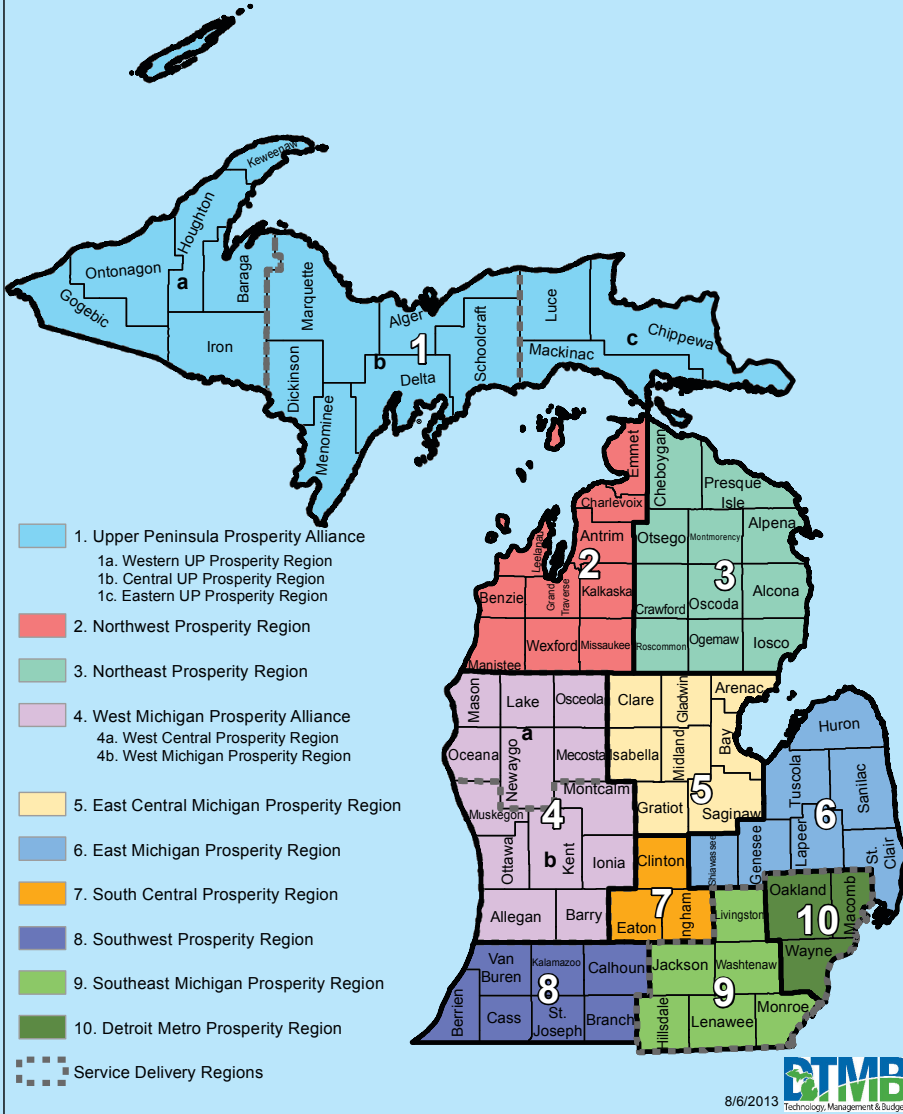 Keweenaw
Houghton
Ontonagon
a
Baraga
Gogebic
Marquette
Iron
Alger
1
b
Schoolcraft
Luce
c
Chippewa
Mackinac
Dickinson
Delta
Menominee
Emmet
Cheboygan
Presque
Isle
Charlevoix
Antrim
Otsego
Montmorency
Alpena
Leelanau
2
3
Benzie
Grand
Traverse
Kalkaska
Crawford
Oscoda
Alcona
Manistee
Wexford
Missaukee
Roscommon
Ogemaw
Iosco
1. Upper Peninsula Prosperity Alliance
1a. Western UP Prosperity Region
1b. Central UP Prosperity Region
1c. Eastern UP Prosperity Region
2. Northwest Prosperity Region
3. Northeast Prosperity Region
4. West Michigan Prosperity Alliance
4a. West Central Prosperity Region
4b. West Michigan Prosperity Region
5. East Central Michigan Prosperity Region
6. East Michigan Prosperity Region
7. South Central Prosperity Region
8. Southwest Prosperity Region
9. Southeast Michigan Prosperity Region
10. Detroit Metro Prosperity Region
Service Delivery Regions
Mason
Lake
Osceola
Clare
Gladwin
Arenac
a
Oceana
Newaygo
Mecosta
Isabella
Midland
Bay
Huron
Montcalm
5
Tuscola
Sanilac
Muskegon
4
Gratiot
Saginaw
6
Ottawa
b
Kent
Ionia
Clinton
Shiawassee
Genesee
Lapeer
St.
Clair
Allegan
Barry
Eaton
7
Ingham
Livingston
Oakland
Macomb
10
Wayne
Van
Buren
Kalamazoo
Calhoun
Jackson
Washtenaw
8
9
Berrien
Cass
St.
Joseph
Branch
Hillsdale
Lenawee
Monroe
8/6/2013
DTMB
Technology, Management & Budge